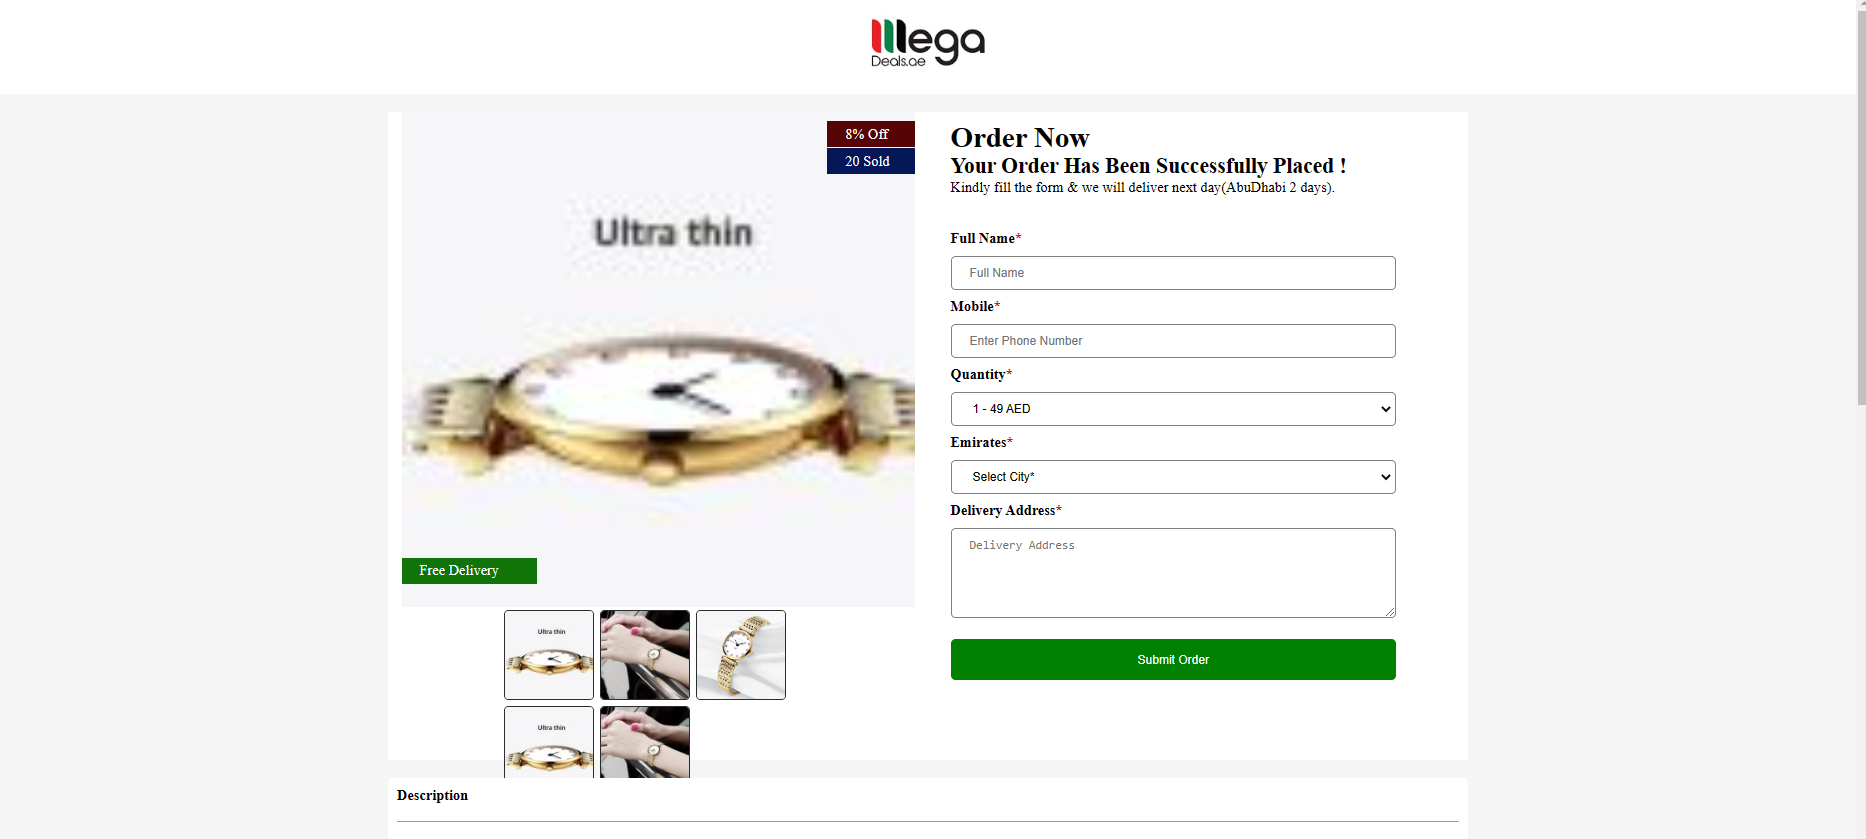 Mega
Deals.ae
8% Off
20 Sold
Ultra thin
Free Delivery
Ultra thin
Ultra thin
Order Now
Your Order Has Been Successfully Placed !
Kindly fill the form & we will deliver next day(AbuDhabi 2 days).
Full Name*
Full Name
Mobile*
Enter Phone Number
Quantity*
1 - 49 AED
Emirates*
Select City*
Delivery Address*
Delivery Address
Submit Order
Description